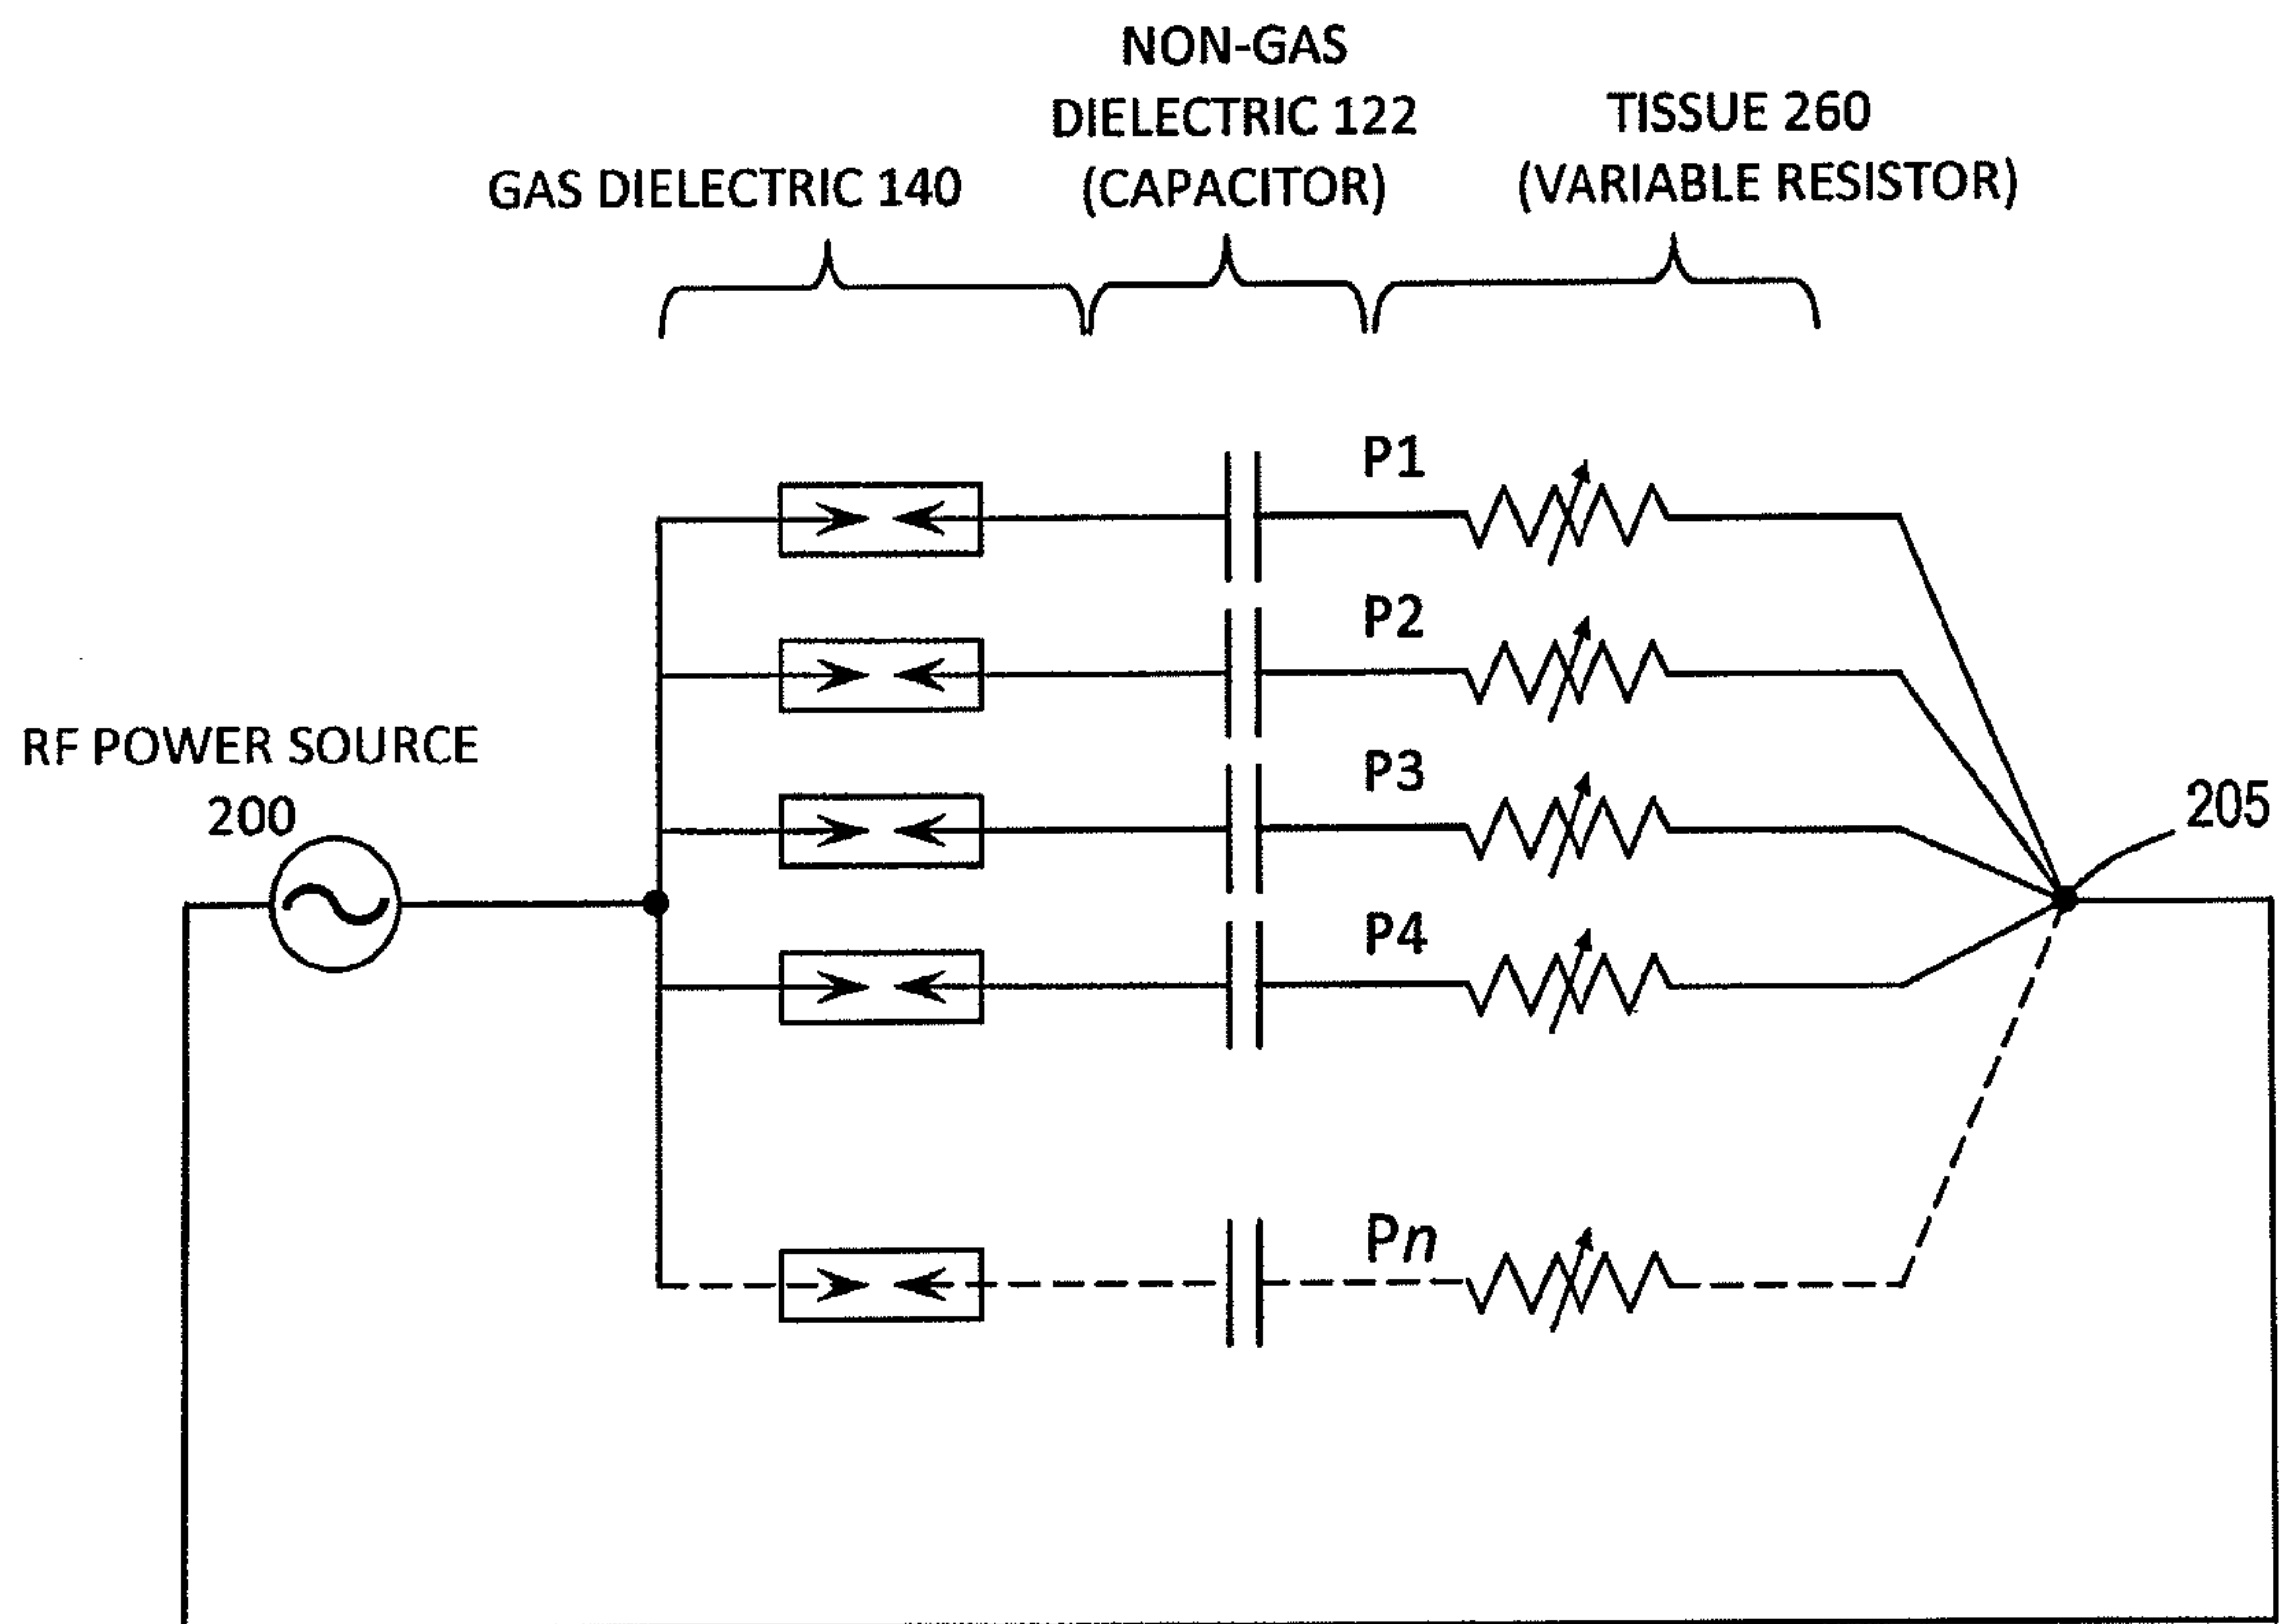 NON-GAS
DIELECTRIC 122
(CAPACITOR)
TISSUE 260
(VARIABLE RESISTOR)
GAS DIELECTRIC 140
P1
P2
RF POWER SOURCE
200
P3
205
P4
Pn